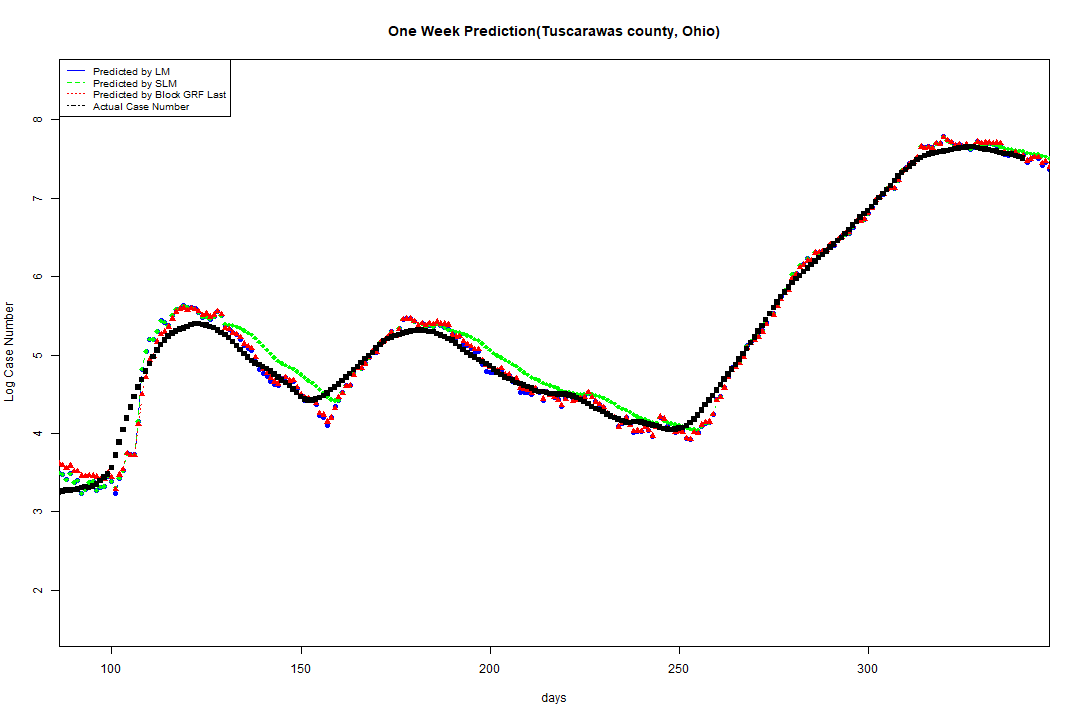 One Week Prediction(Tuscarawas county, Ohio)
Predicted by LM
Predicted by SLM
Predicted by Block GRF Last
Actual Case Number
8
7
6
5
4
3
2
Log Case Number
100 150 200 250 300
days